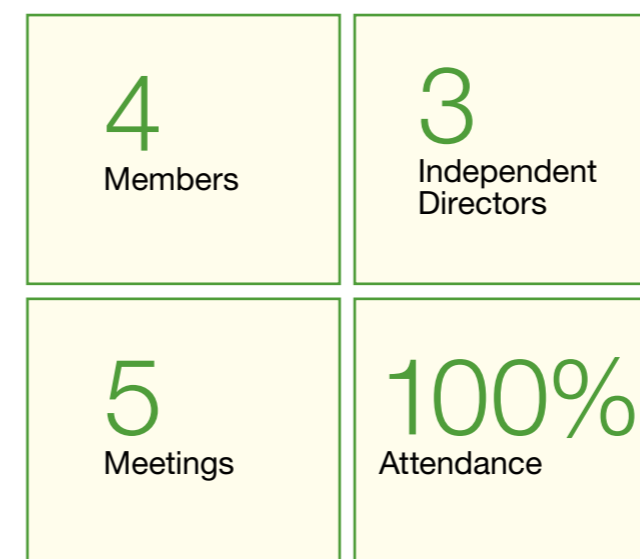 4
Members
3
Independent
Directors
5
Meetings
100%
Attendance